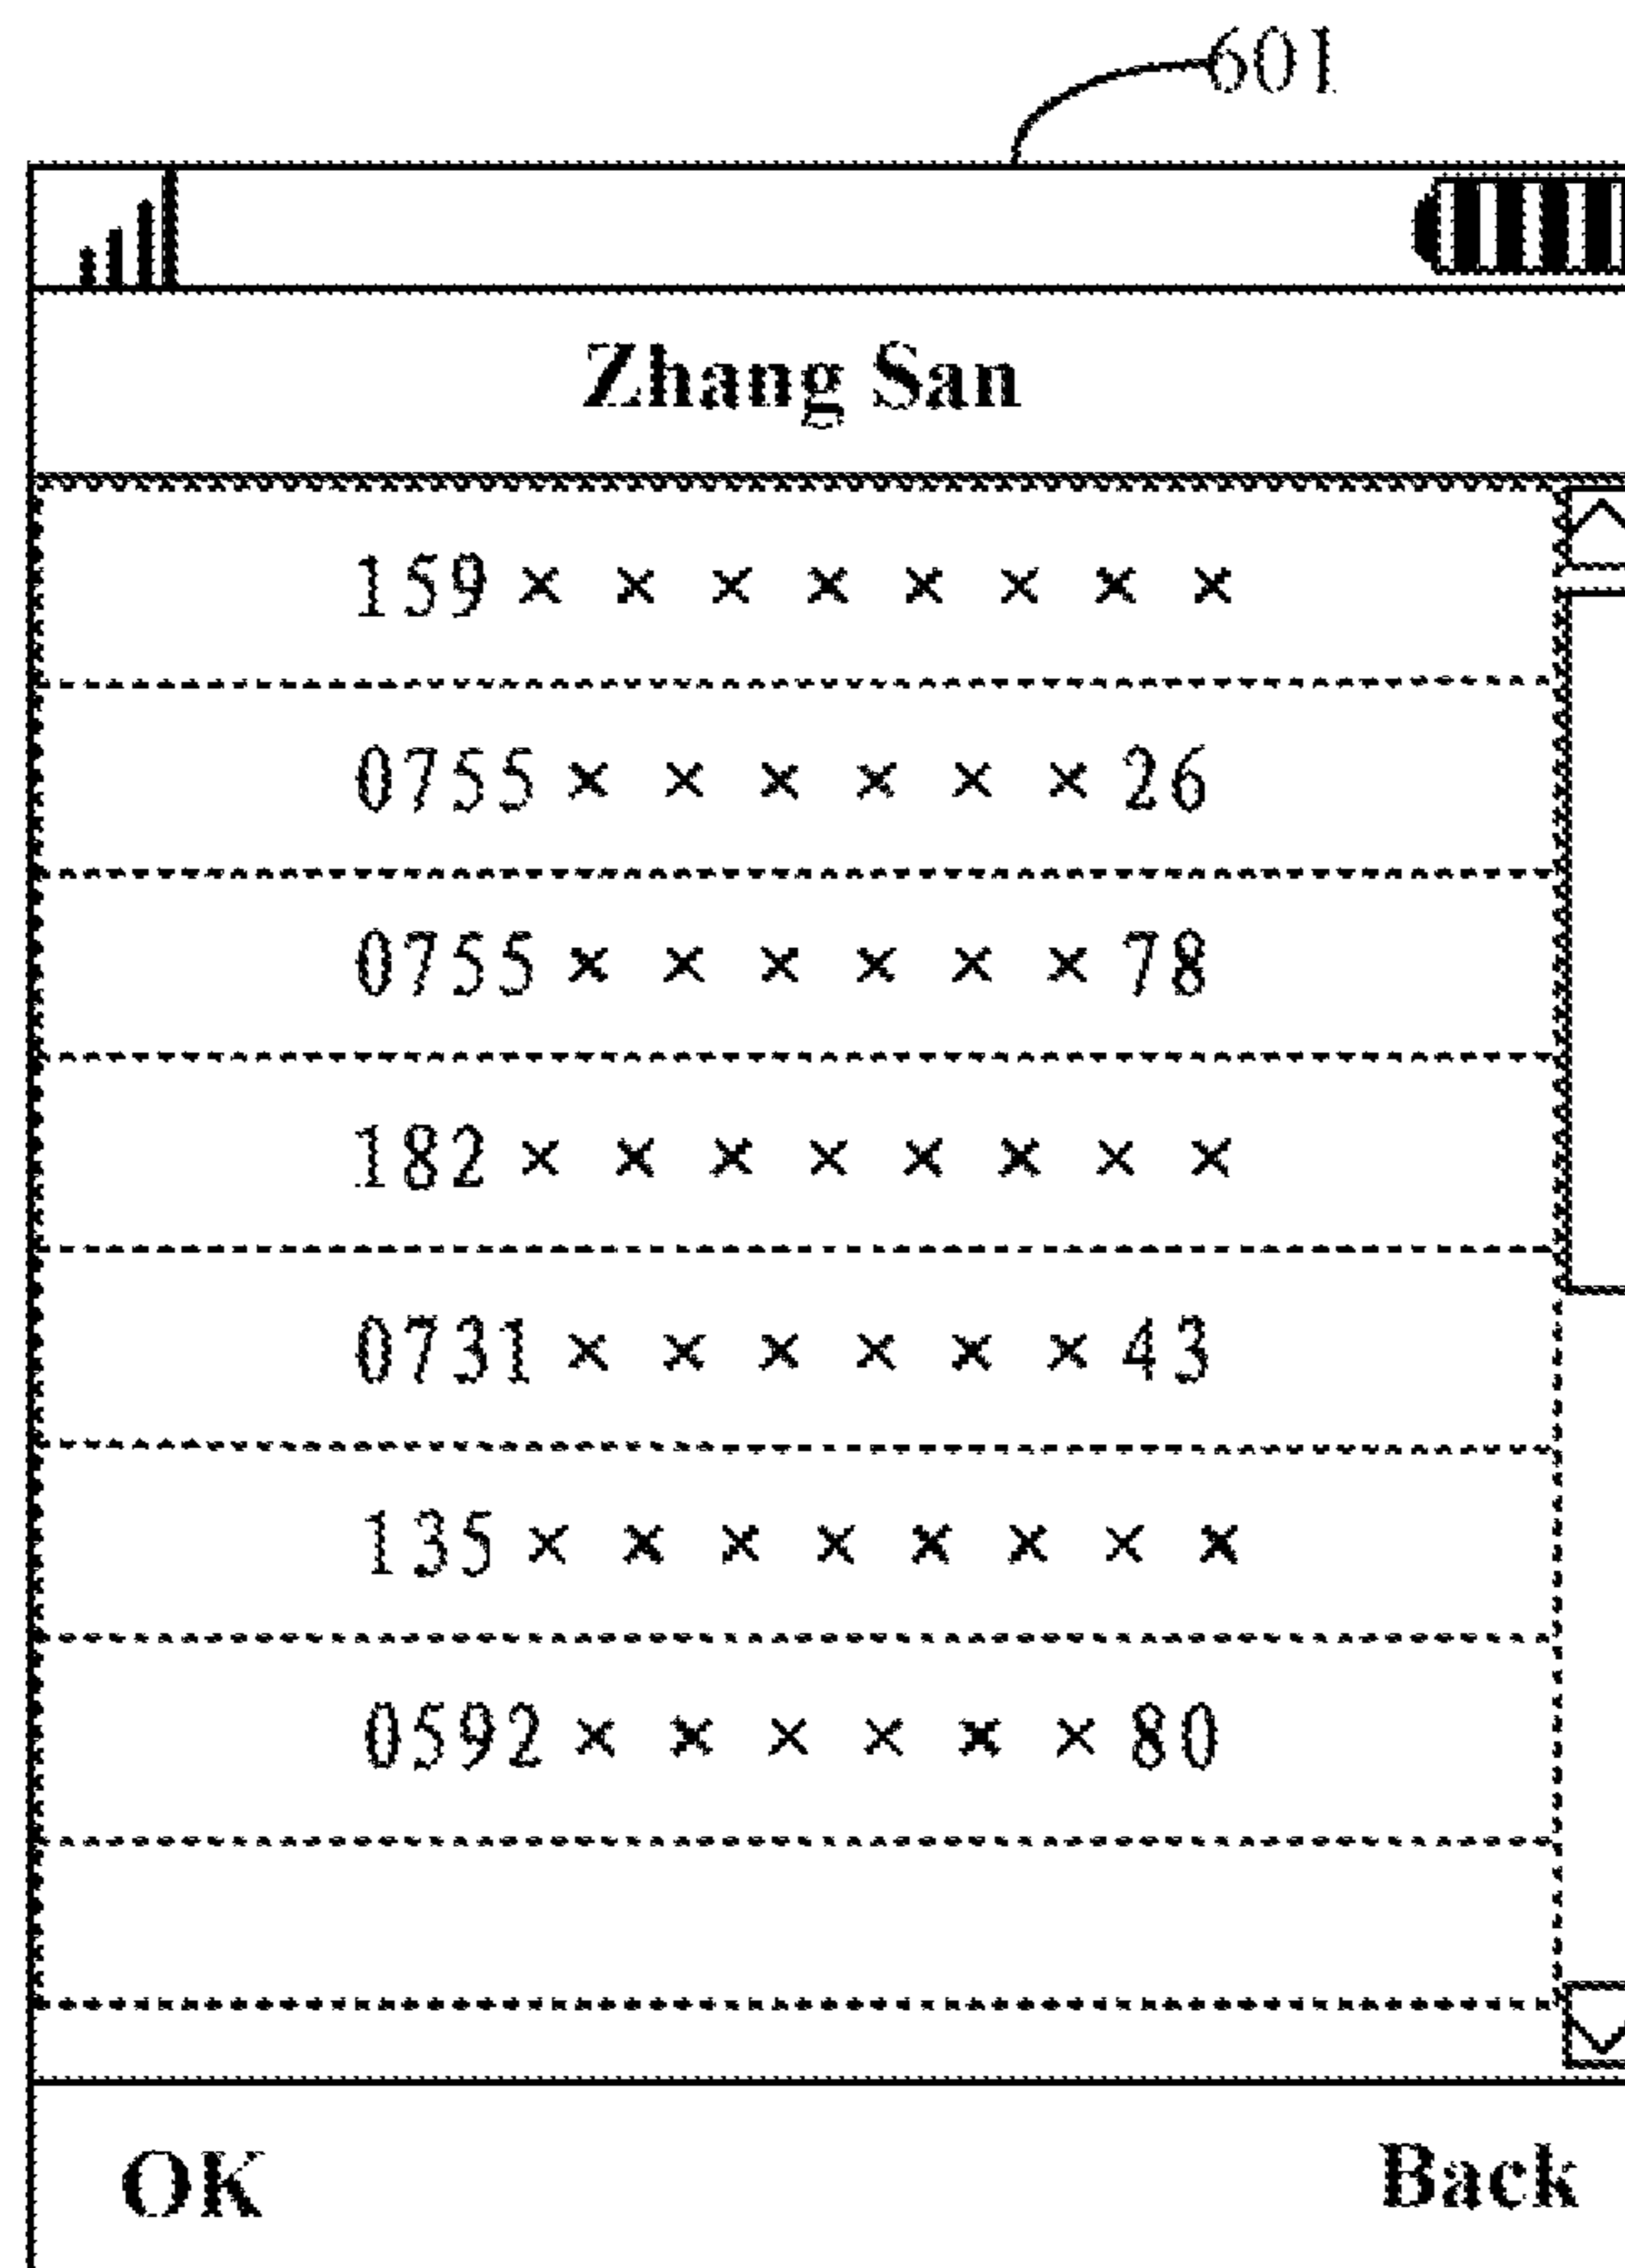 601
Zhang San
159× × × × × × × ×
0755× × × × × ×26
0755× × × × × ×78
182× × × × × × × ×
0731× × × × × ×43
135× × × × × × × ×
0592× × × × × ×80
OK Back